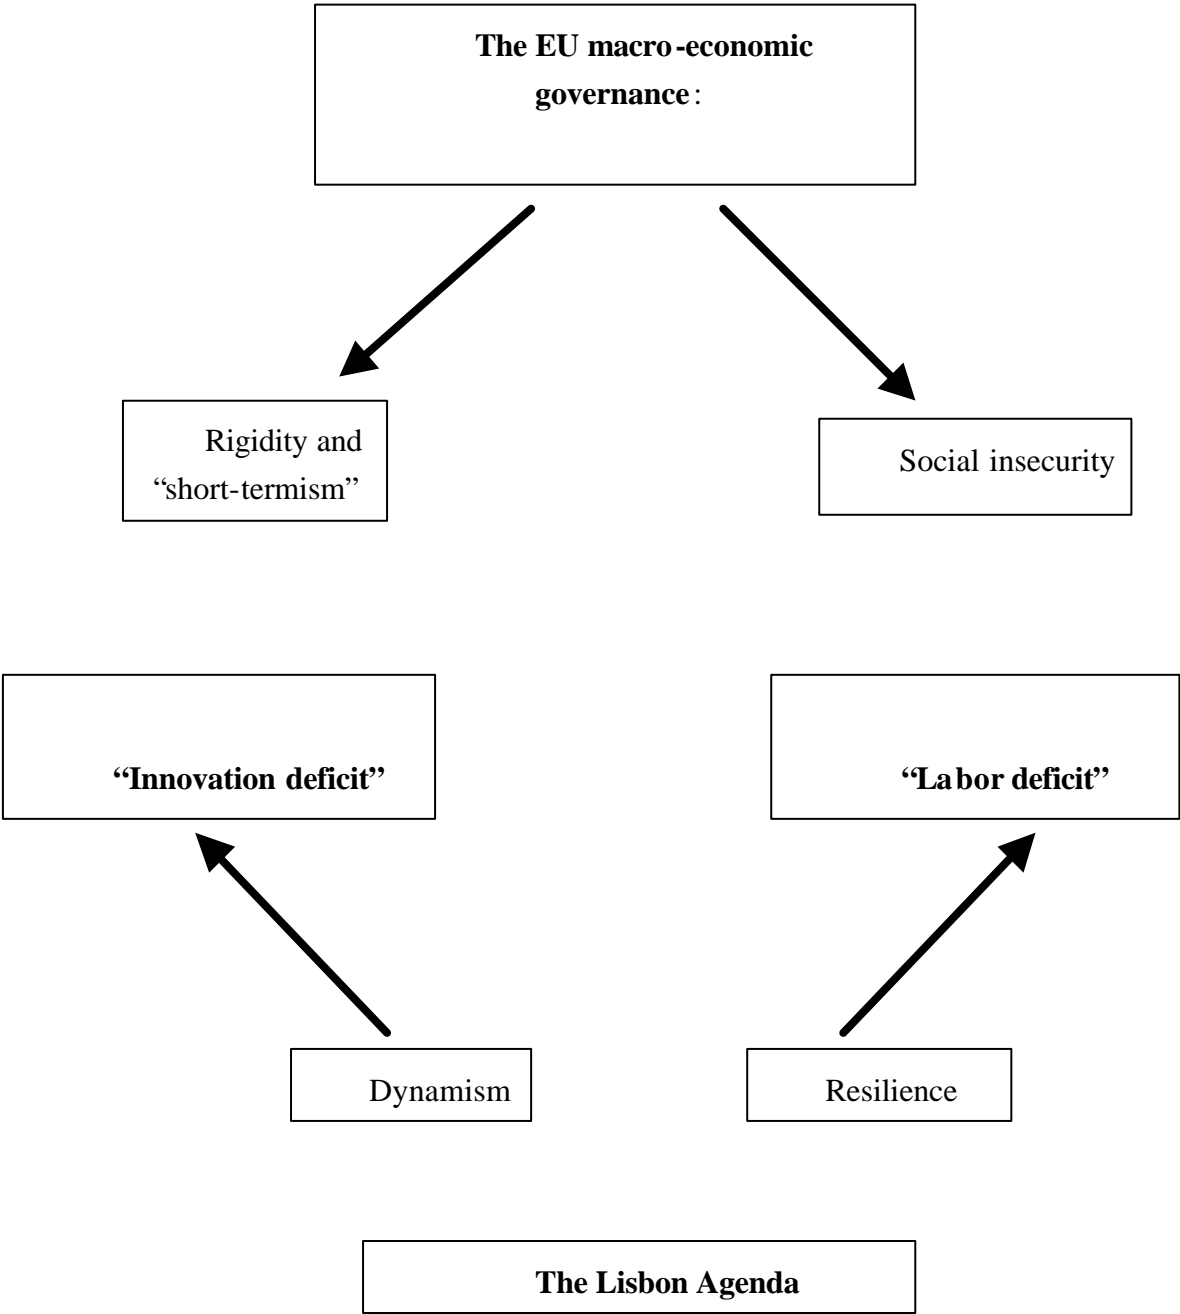 The EU macro-economic
governance:
Rigidity and
“short-termism”
Social insecurity
“Innovation deficit”
“Labor deficit”
Dynamism
Resilience
The Lisbon Agenda